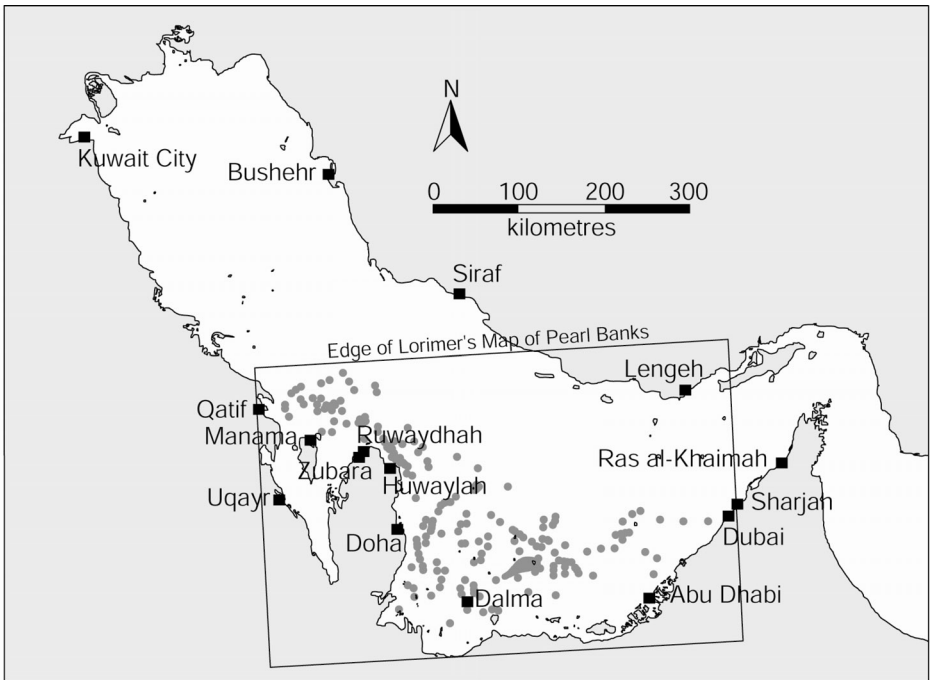 N
Kuwait City
Bushehr
0 100 200 300
kilometres
Siraf
Edge of Lorimer's Map of Pearl Banks
Lengeh
Qatif
Manama
Ruwaydhah
Zubara
Ras al-Khaimah
Huwaylah
Uqayr
Sharjah
Doha
Dubai
Dalma
Abu Dhabi